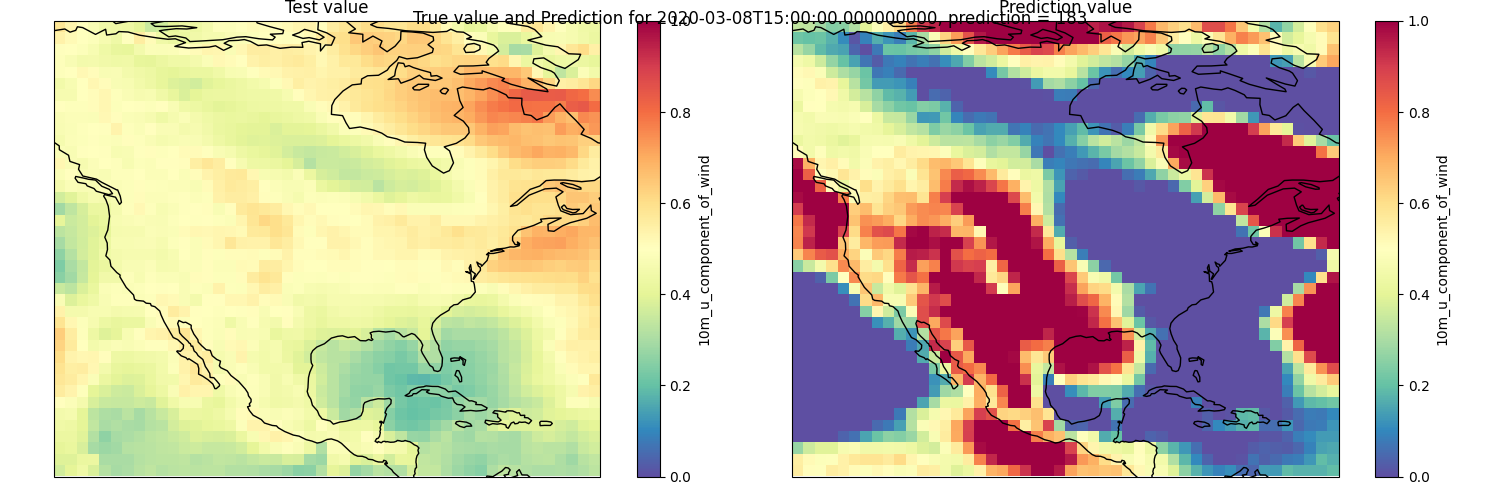 Test value
True value and Prediction for 2020-03-08T15:00:00.000000000, prediction = 183
Prediction value
1.0
0.8
0.6
0.4
0.2
0.0
10m_u_component_of_wind
1.0
0.8
0.6
0.4
0.2
0.0
10m_u_component_of_wind